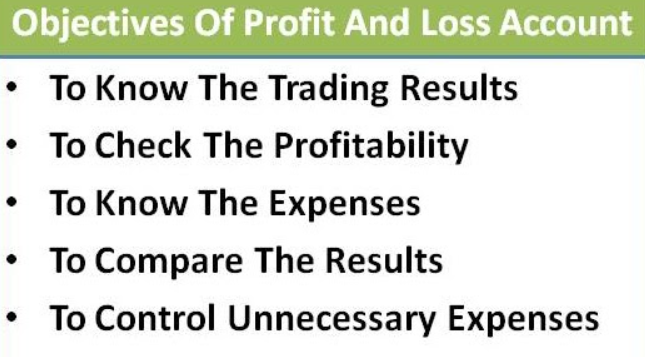 Objectives Of Profit And Loss Account
• To Know The Trading Results
• To Check The Profitability
• To Know The Expenses
• To Compare The Results
• To Control Unnecessary Expenses